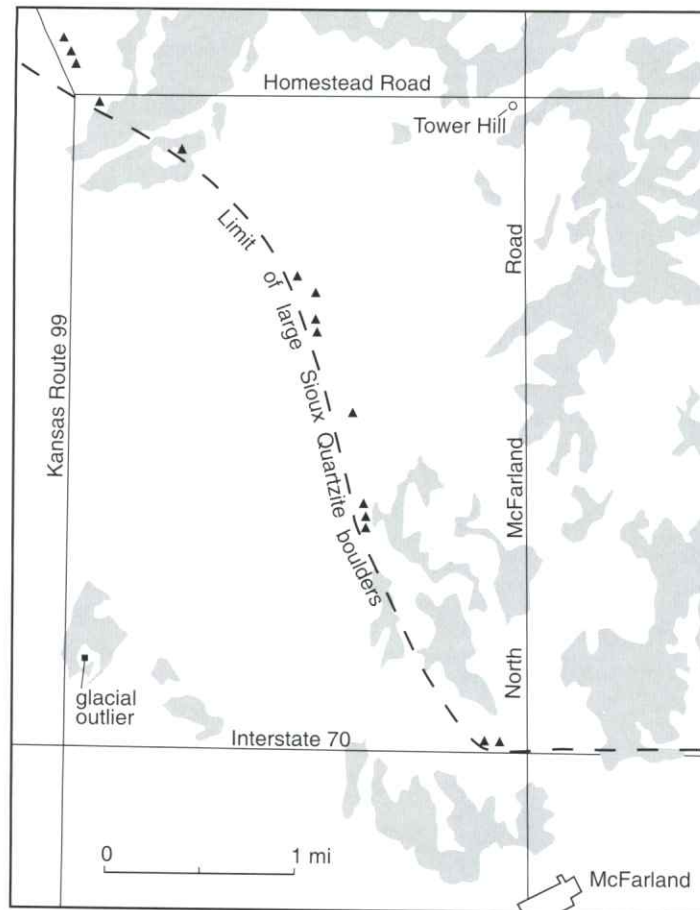 Homestead Road
Tower Hill
Limit of large Sioux Quartzite boulders
Kansas Route 99
North McFarland Road
glacial
outlier
Interstate 70
0 1 mi
McFarland